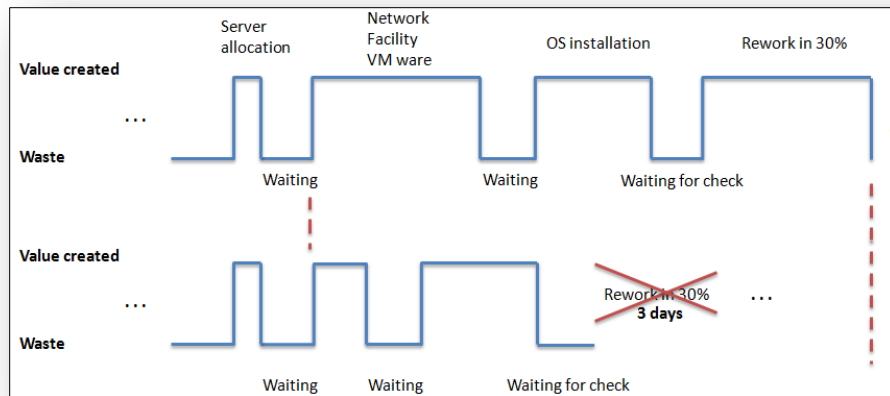 Server
allocation
Network
Facility
VM ware
OS installation
Rework in 30%
Value created
...
Waste
Waiting
Waiting
Waiting for check
Value created
...
Rework in 30%
3 days
...
Waste
Waiting
Waiting
Waiting for check